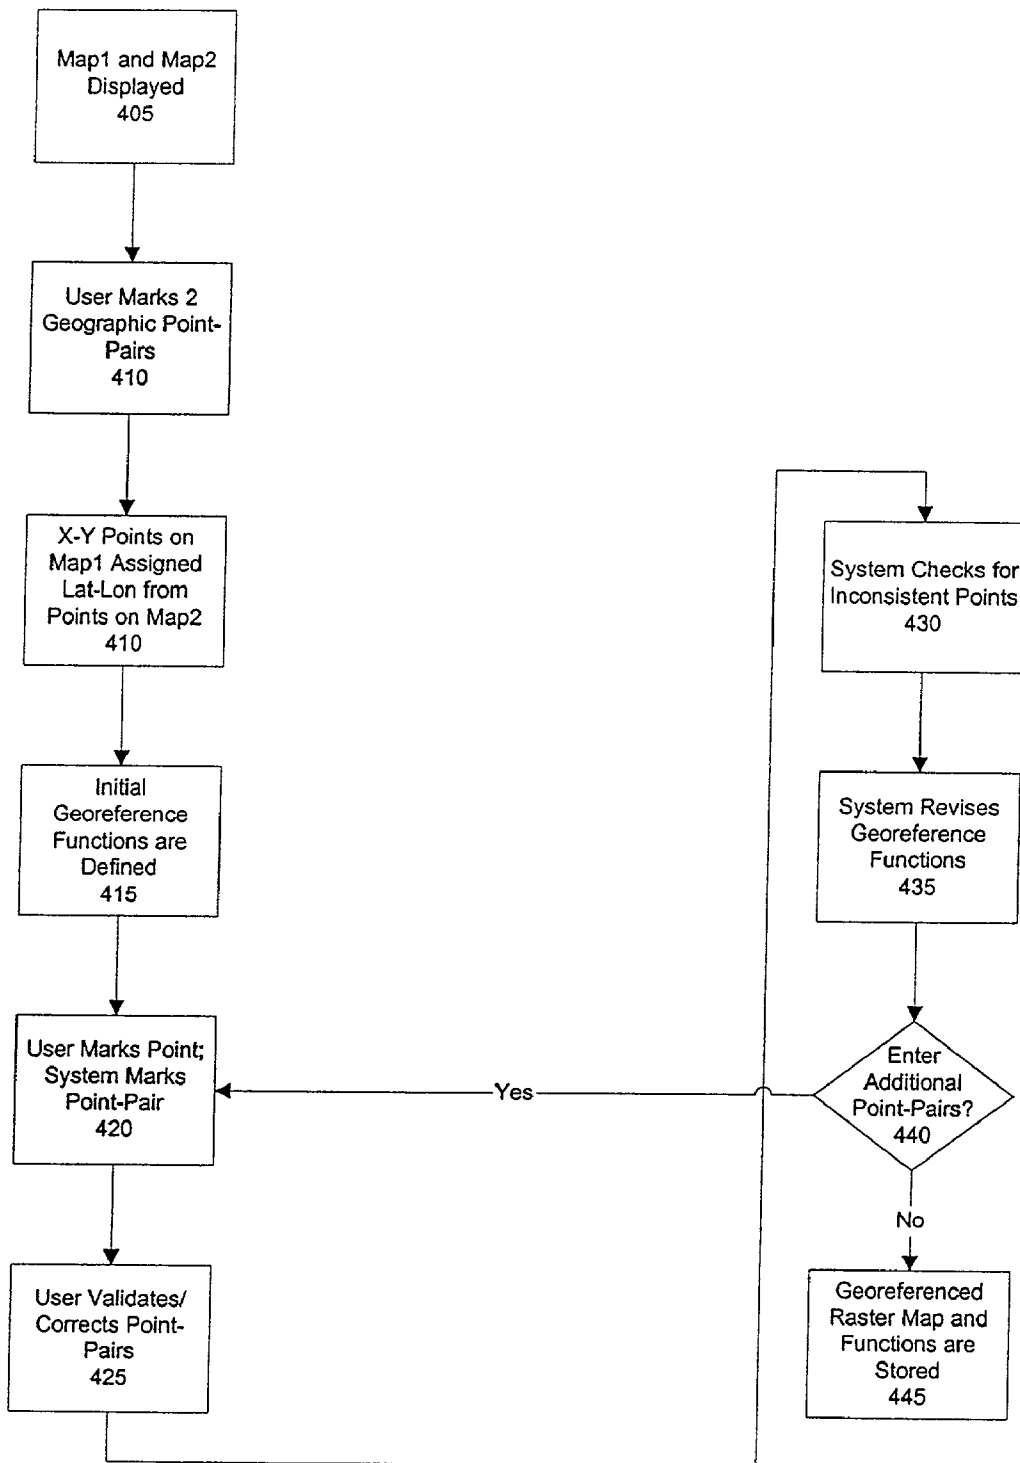 Map1 and Map2
Displayed
405
User Marks 2
Geographic Point-
Pairs
410
X-Y Points on
Map1 Assigned
Lat-Lon from
Points on Map2
410
Initial
Georeference
Functions are
Defined
415
User Marks Point;
System Marks
Point-Pair
420
User Validates/
Corrects Point-
Pairs
425
System Checks for
Inconsistent Points
430
System Revises
Georeference
Functions
435
Enter
Additional
Point-Pairs?
440
Yes
No
Georeferenced
Raster Map and
Functions are
Stored
445